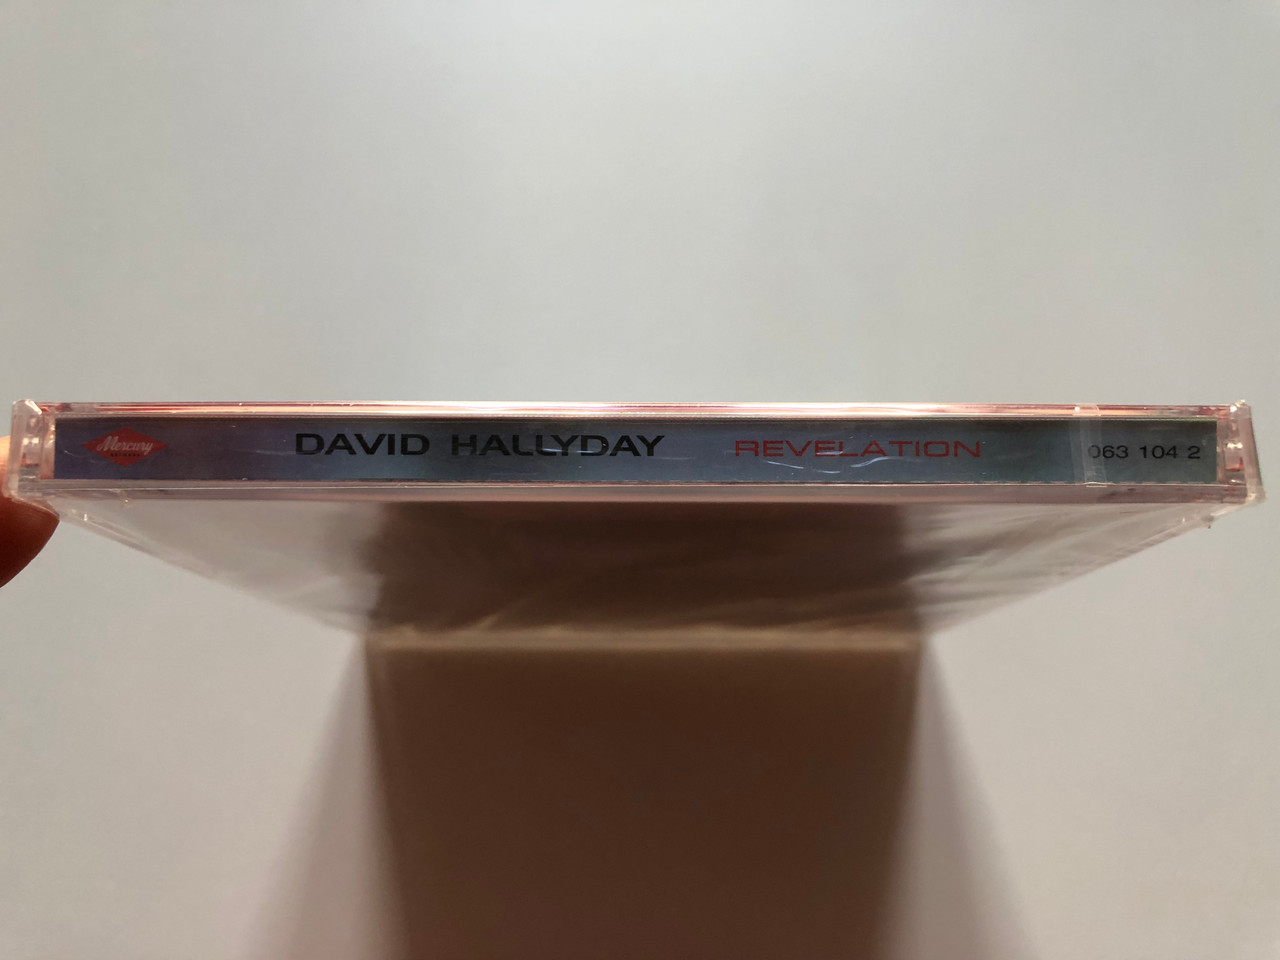 Mercury DAVID HALLYDAY REVELATION 063 104 2